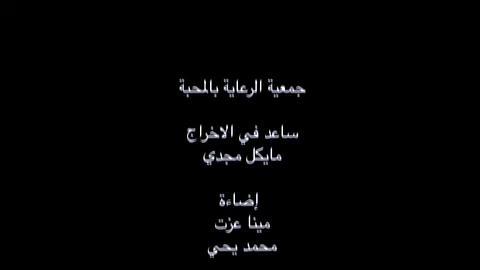 جمعية الرعاية بالمحبة
ساعد في الاخراج
مايكل مجدي
إضاءة
مينا عزت
محمد يحي